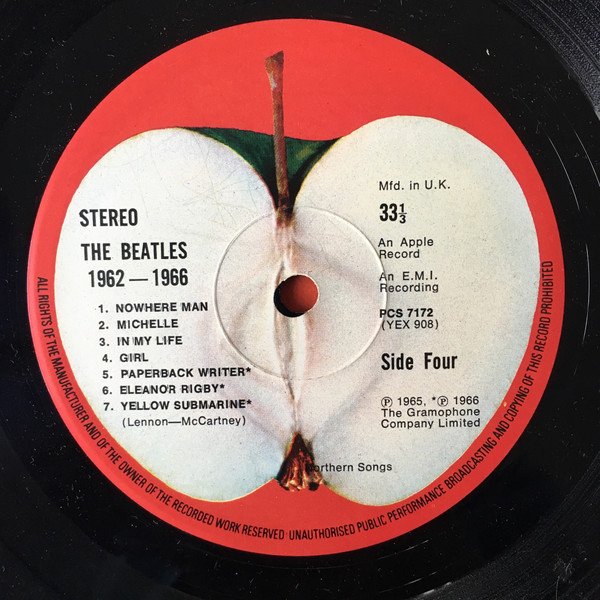 STEREO
THE BEATLES
1962 — 1966
1. NOWHERE MAN
2. MICHELLE
3. IN MY LIFE
4. GIRL
5. PAPERBACK WRITER*
6. ELEANOR RIGBY*
7. YELLOW SUBMARINE*
(Lennon—McCartney)
Mfd. in U.K.
33⅓
An Apple
Record
An E.M.I.
Recording
PCS 7172
(YEX 908)
Side Four
Ⓟ 1965, *Ⓟ 1966
The Gramophone
Company Limited
Northern Songs
ALL RIGHTS OF THE MANUFACTURER AND OF THE OWNER OF THE RECORDED WORK RESERVED · UNAUTHORISED PUBLIC PERFORMANCE BROADCASTING AND COPYING OF THIS RECORD PROHIBITED